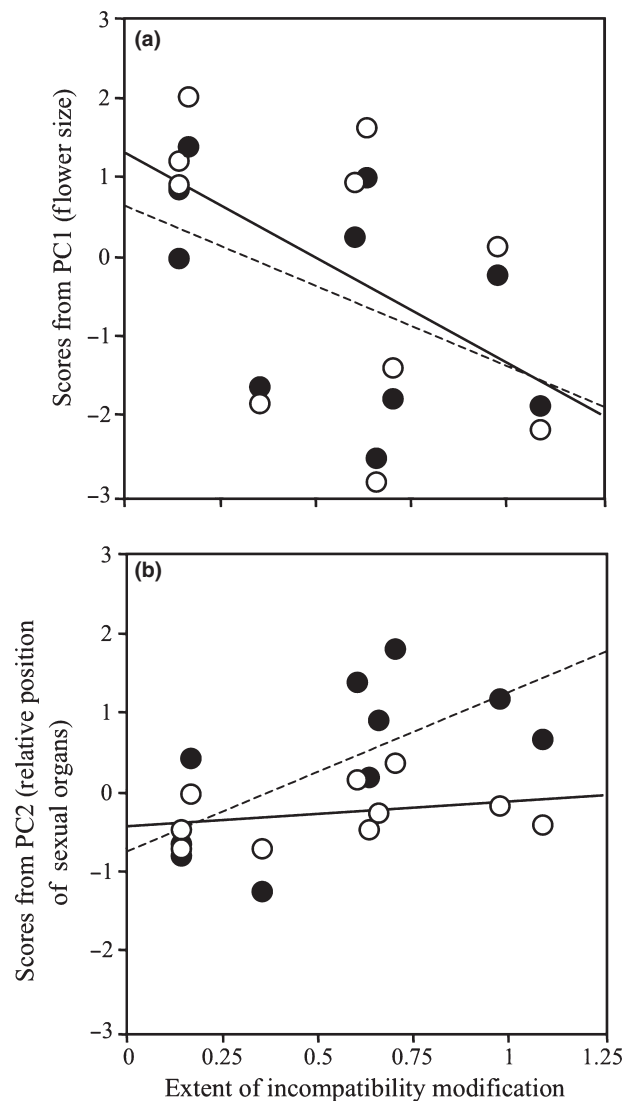 (a)
3
2
1
0
−1
−2
−3
Scores from PC1 (flower size)
(b)
3
2
1
0
−1
−2
−3
Scores from PC2 (relative position
of sexual organs)
0 0.25 0.5 0.75 1 1.25
Extent of incompatibility modification